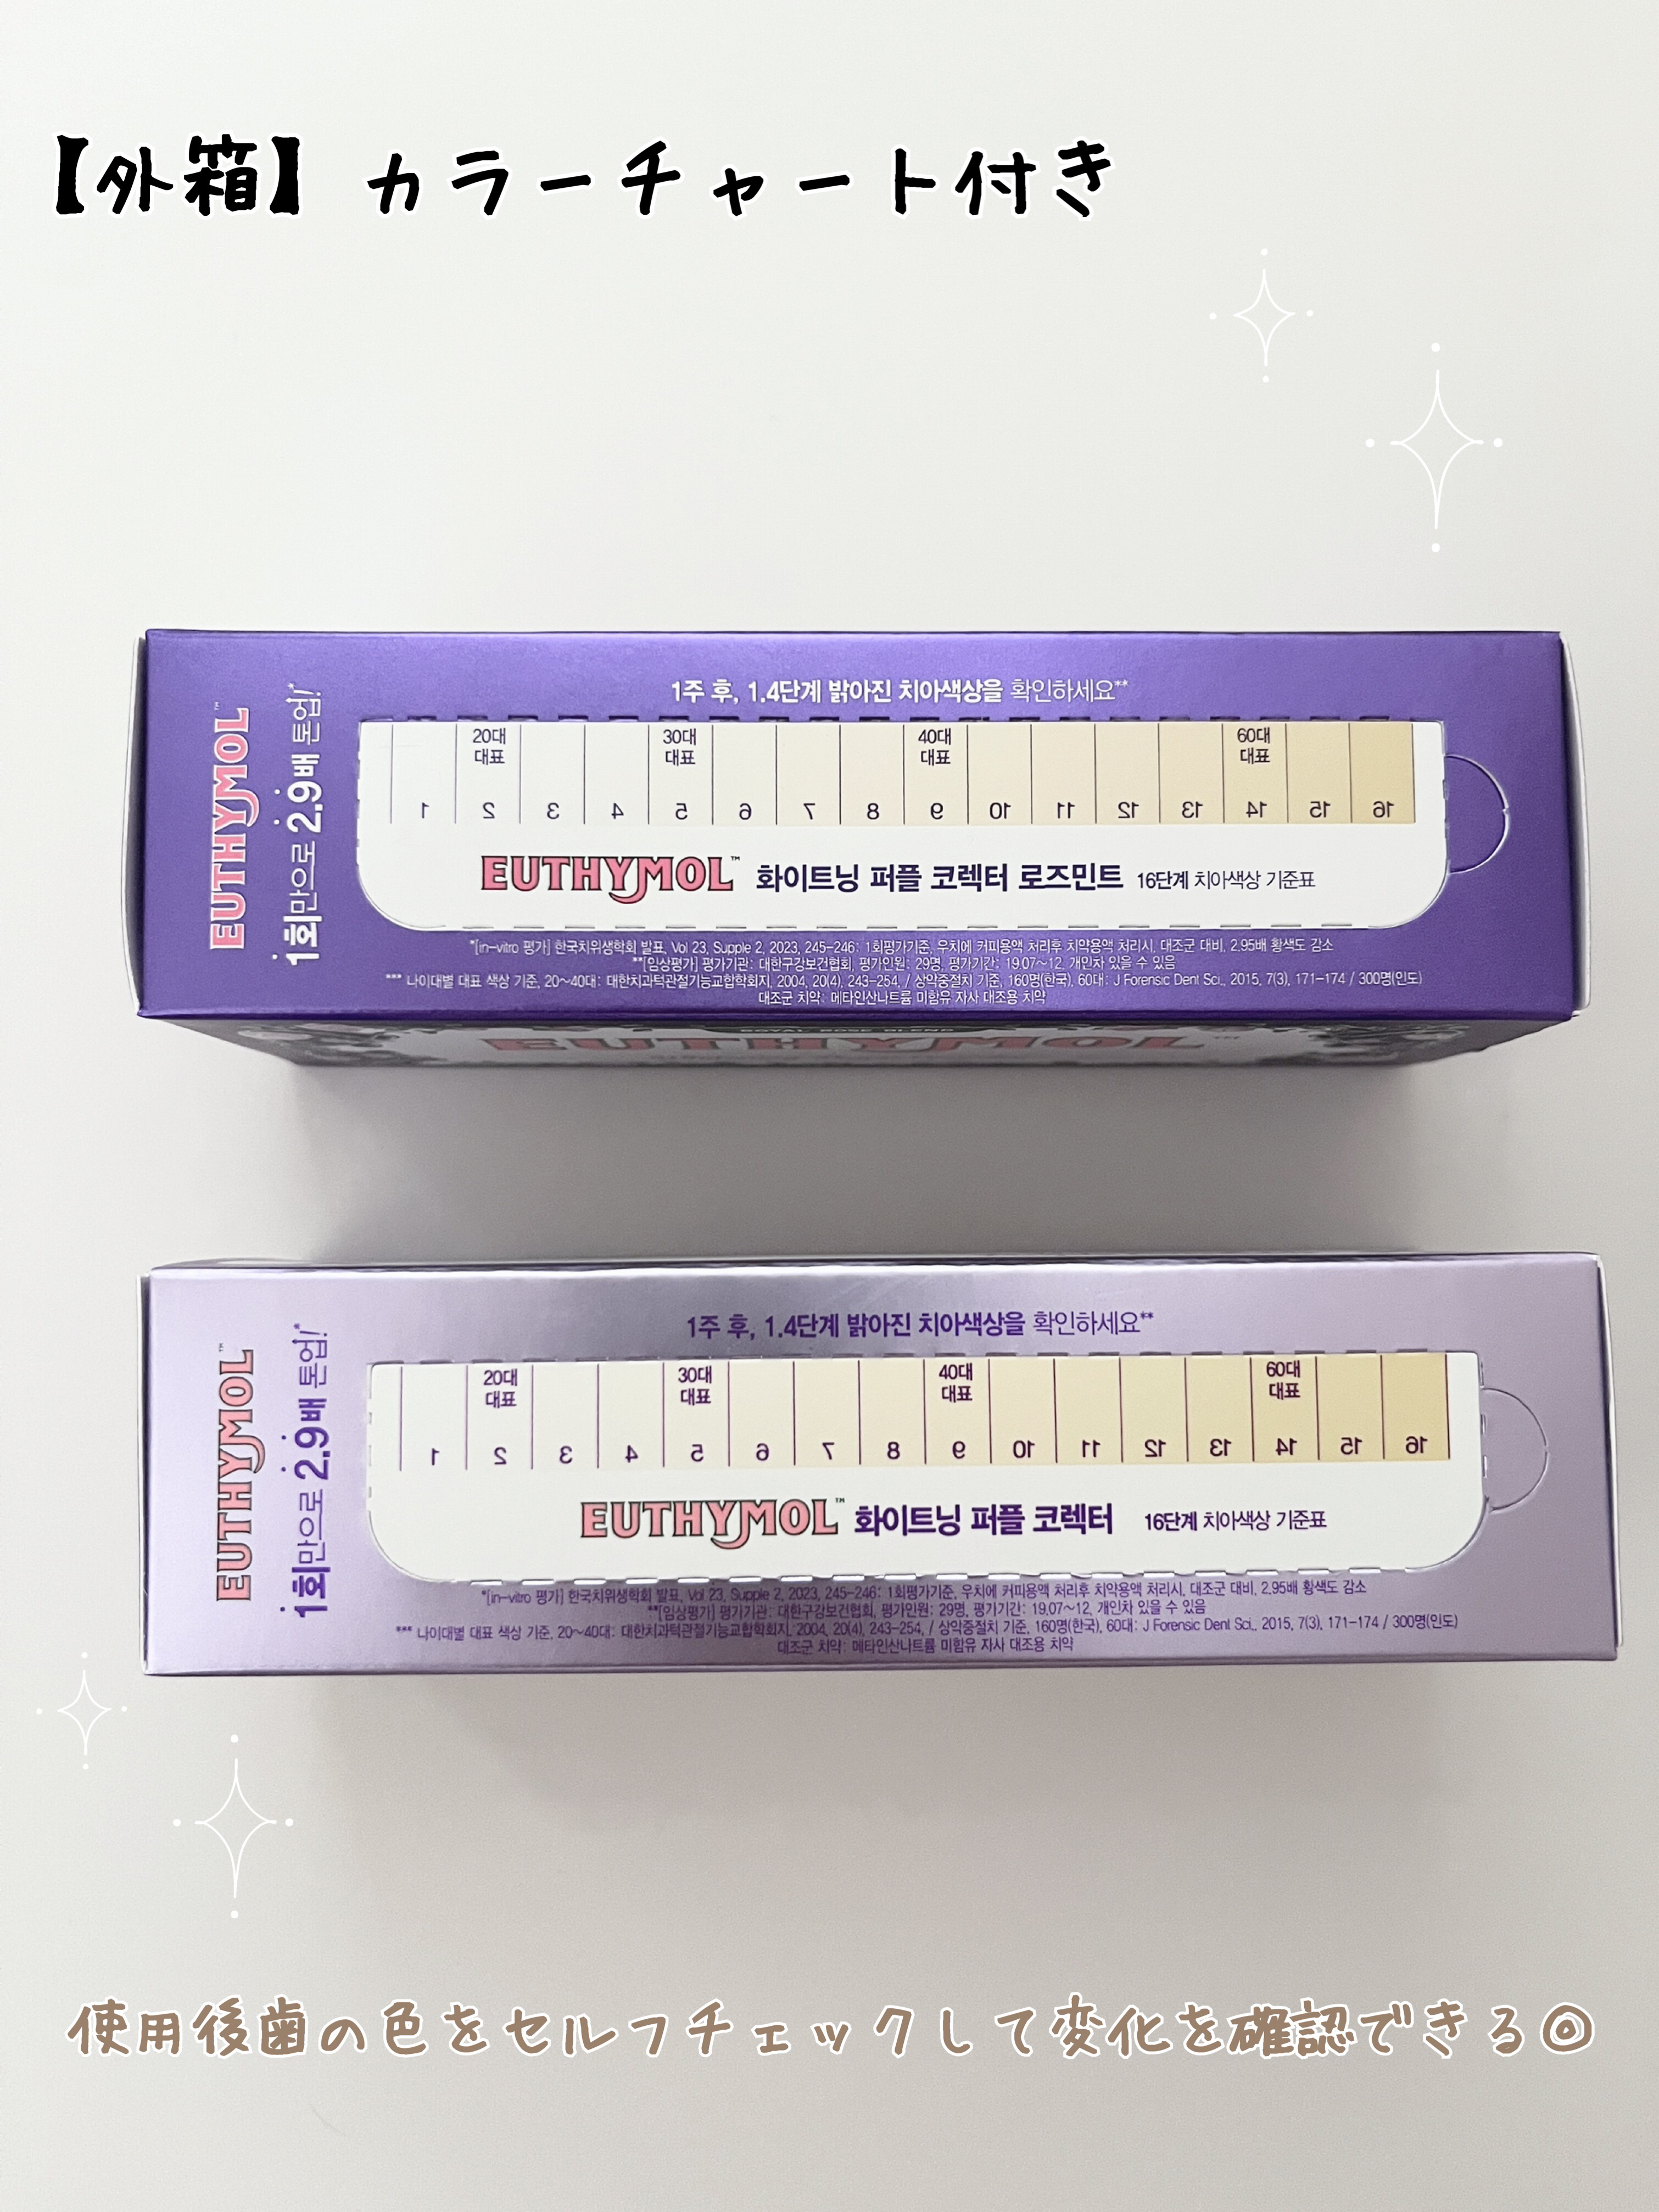 【外箱】カラーチャート付き
EUTHYMOL™
1회만으로 2.9배 톤업!*
1주 후, 1.4단계 밝아진 치아색상을 확인하세요**
20대 대표 30대 대표 40대 대표 60대 대표
1 2 3 4 5 6 7 8 9 10 11 12 13 14 15 16
EUTHYMOL™ 화이트닝 퍼플 코렉터 로즈민트 16단계 치아색상 기준표
*[in-vitro 평가] 한국치위생학회 발표, Vol 23, Supple 2, 2023, 245-246: 1회평가기준, 우치에 커피용액 처리후 치약용액 처리시, 대조군 대비, 2.95배 황색도 감소
**[임상평가] 평가기관: 대한구강보건협회, 평가인원: 29명, 평가기간: 19.07~12, 개인차 있을 수 있음
*** 나이대별 대표 색상 기준, 20~40대: 대한치과턱관절기능교합학회지, 2004, 20(4), 243-254, / 상악중절치 기준, 160명(한국), 60대: J Forensic Dent Sci., 2015, 7(3), 171-174 / 300명(인도)
대조군 치약: 메타인산나트륨 미함유 자사 대조용 치약
ROYAL ROSE BLEND
EUTHYMOL™
EUTHYMOL™
1회만으로 2.9배 톤업!*
1주 후, 1.4단계 밝아진 치아색상을 확인하세요**
20대 대표 30대 대표 40대 대표 60대 대표
1 2 3 4 5 6 7 8 9 10 11 12 13 14 15 16
EUTHYMOL™ 화이트닝 퍼플 코렉터 16단계 치아색상 기준표
*[in-vitro 평가] 한국치위생학회 발표, Vol 23, Supple 2, 2023, 245-246: 1회평가기준, 우치에 커피용액 처리후 치약용액 처리시, 대조군 대비, 2.95배 황색도 감소
**[임상평가] 평가기관: 대한구강보건협회, 평가인원: 29명, 평가기간: 19.07~12, 개인차 있을 수 있음
*** 나이대별 대표 색상 기준, 20~40대: 대한치과턱관절기능교합학회지, 2004, 20(4), 243-254, / 상악중절치 기준, 160명(한국), 60대: J Forensic Dent Sci., 2015, 7(3), 171-174 / 300명(인도)
대조군 치약: 메타인산나트륨 미함유 자사 대조용 치약
使用後歯の色をセルフチェックして変化を確認できる◎